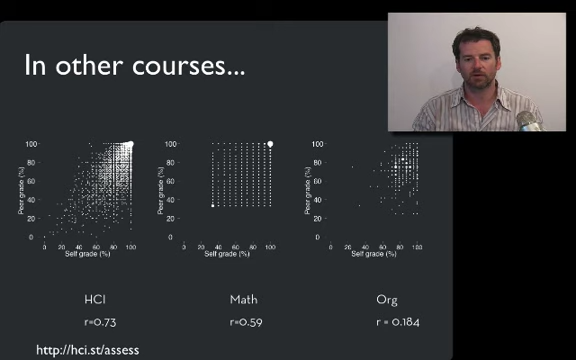 In other courses...
100
80
60
40
20
0
Peer grade (%)
0 20 40 60 80 100
Self grade (%)
100
80
60
40
20
0
Peer grade (%)
0 20 40 60 80 100
Self grade (%)
100
80
60
40
20
0
Peer grade (%)
0 20 40 60 80 100
Self grade (%)
HCI
r=0.73
Math
r=0.59
Org
r = 0.184
http://hci.st/assess